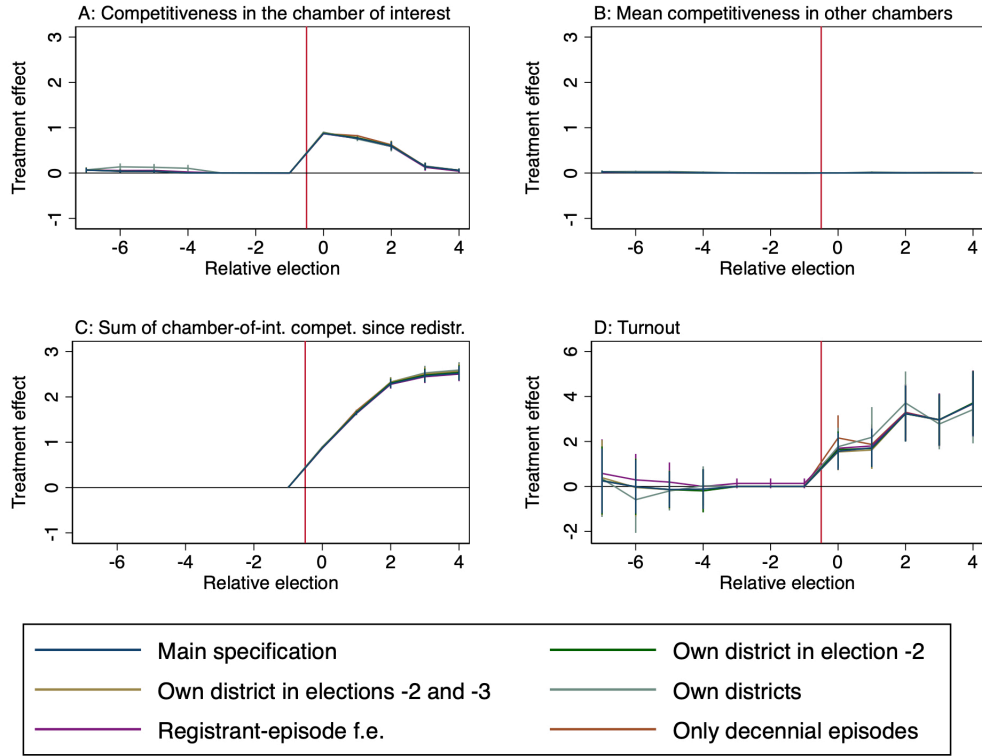 A: Competitiveness in the chamber of interest
Treatment effect
3
2
1
0
-1
-6 -4 -2 0 2 4
Relative election
B: Mean competitiveness in other chambers
Treatment effect
3
2
1
0
-1
-6 -4 -2 0 2 4
Relative election
C: Sum of chamber-of-int. compet. since redistr.
Treatment effect
3
2
1
0
-1
-6 -4 -2 0 2 4
Relative election
D: Turnout
Treatment effect
6
4
2
0
-2
-6 -4 -2 0 2 4
Relative election
Main specification
Own district in election -2
Own district in elections -2 and -3
Own districts
Registrant-episode f.e.
Only decennial episodes